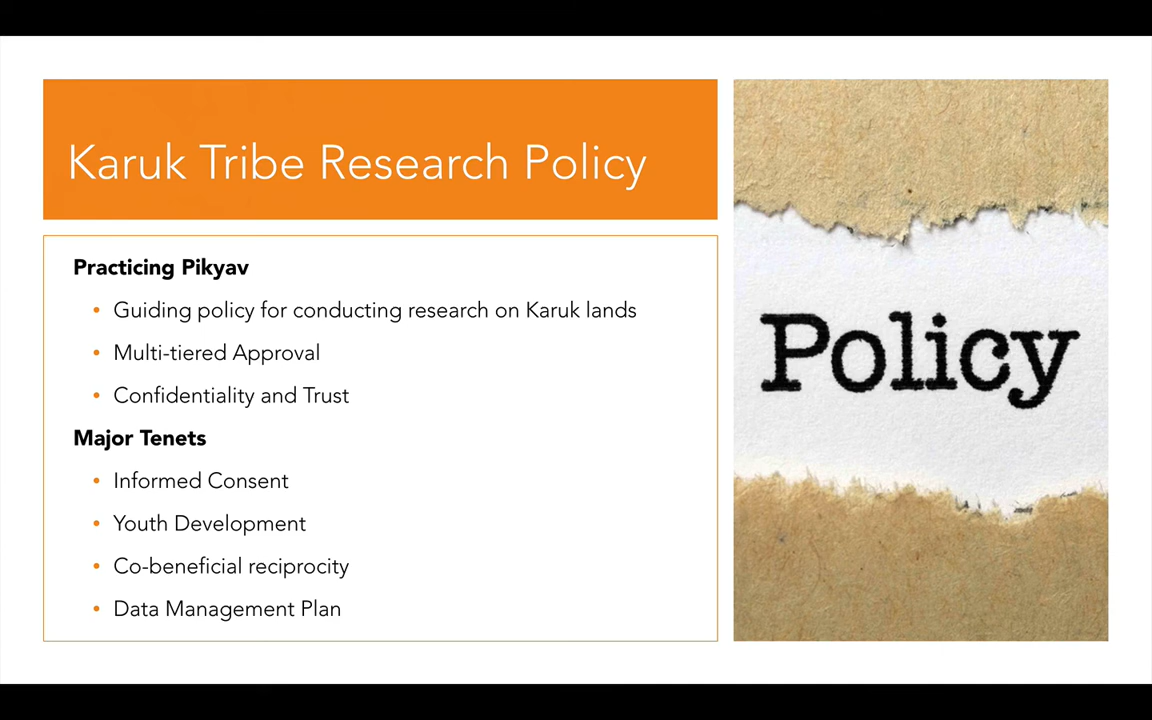 Karuk Tribe Research Policy
Practicing Pikyav
• Guiding policy for conducting research on Karuk lands
• Multi-tiered Approval
• Confidentiality and Trust
Major Tenets
• Informed Consent
• Youth Development
• Co-beneficial reciprocity
• Data Management Plan
Policy